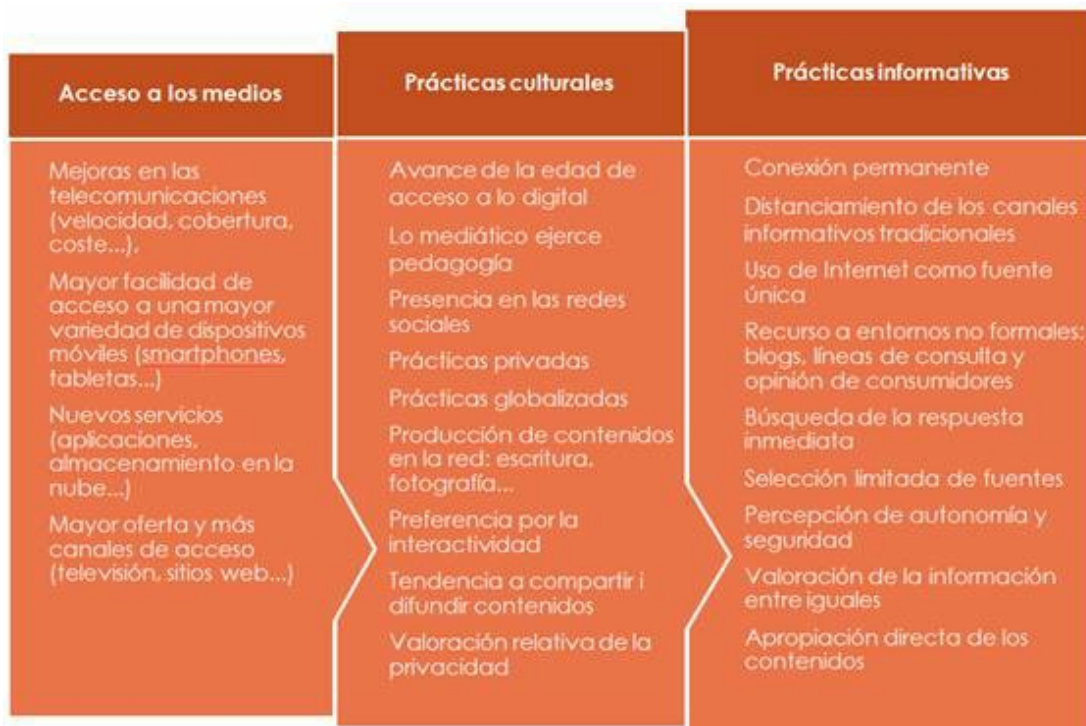 Acceso a los medios
Mejoras en las
telecomunicaciones
(velocidad, cobertura,
coste...),
Mayor facilidad de
acceso a una mayor
variedad de dispositivos
móviles (smartphones,
tabletas...)
Nuevos servicios
(aplicaciones,
almacenamiento en la
nube...)
Mayor oferta y más
canales de acceso
(televisión, sitios web...)
Prácticas culturales
Avance de la edad de
acceso a lo digital
Lo mediático ejerce
pedagogía
Presencia en las redes
sociales
Prácticas privadas
Prácticas globalizadas
Producción de contenidos
en la red: escritura,
fotografía...
Preferencia por la
interactividad
Tendencia a compartir i
difundir contenidos
Valoración relativa de la
privacidad
Prácticas informativas
Conexión permanente
Distanciamiento de los canales
informativos tradicionales
Uso de Internet como fuente
única
Recurso a entornos no formales:
blogs, líneas de consulta y
opinión de consumidores
Búsqueda de la respuesta
inmediata
Selección limitada de fuentes
Percepción de autonomía y
seguridad
Valoración de la información
entre iguales
Apropiación directa de los
contenidos